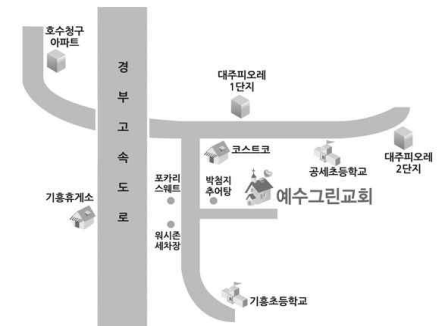 호수청구
아파트
경
부
고
속
도
로
대주피오레
1단지
코스트코
공세초등학교
대주피오레
2단지
포카리
스웨트
박첨지
추어탕
예수그린교회
기흥휴게소
워시존
세차장
기흥초등학교